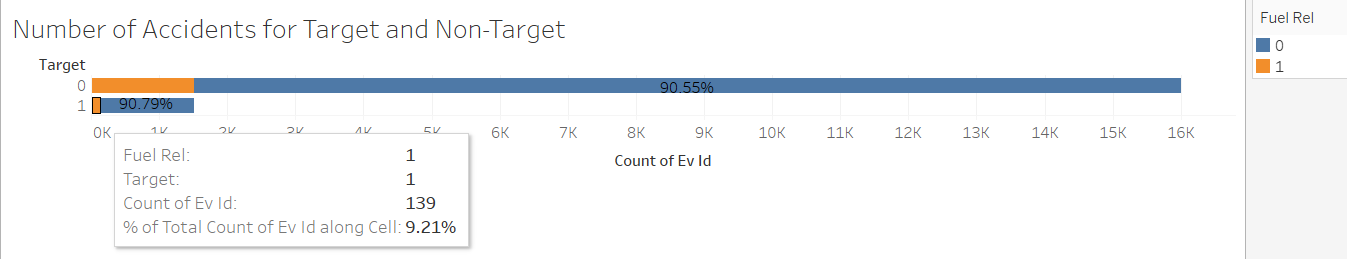 Number of Accidents for Target and Non-Target
Fuel Rel
0
1
Target
0 90.55%
1 90.79%
0K 1K 2K 3K 4K 5K 6K 7K 8K 9K 10K 11K 12K 13K 14K 15K 16K
Count of Ev Id
Fuel Rel: 1
Target: 1
Count of Ev Id: 139
% of Total Count of Ev Id along Cell: 9.21%